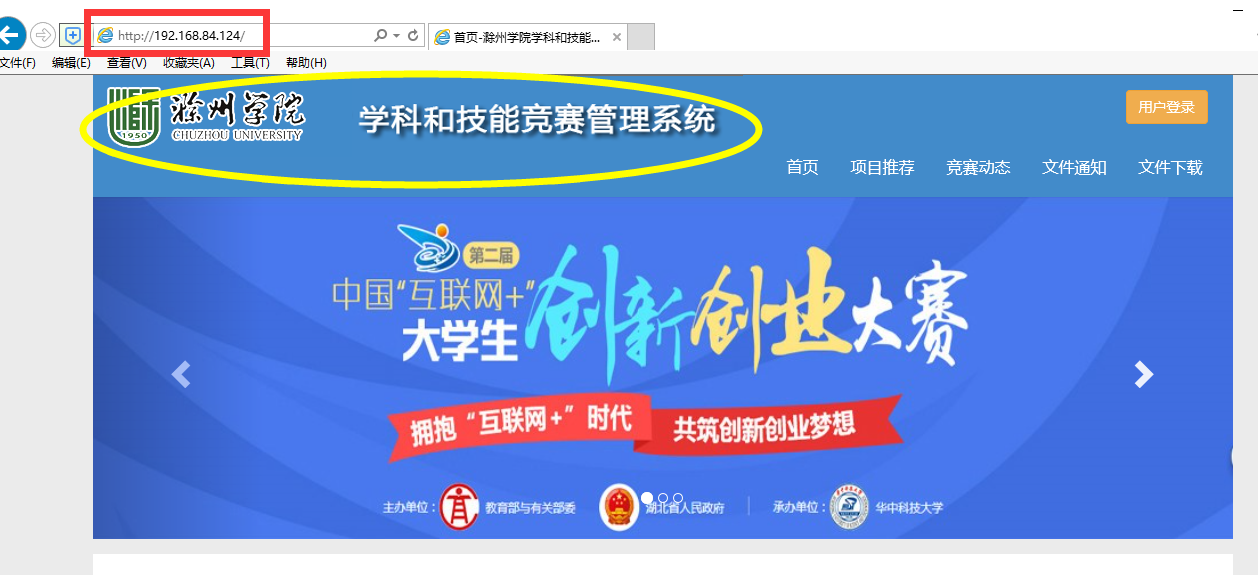 http://192.168.84.124/
首页-滁州学院学科和技能...
文件(F) 编辑(E) 查看(V) 收藏夹(A) 工具(T) 帮助(H)
1950
滁州学院
CHUZHOU UNIVERSITY
学科和技能竞赛管理系统
用户登录
首页 项目推荐 竞赛动态 文件通知 文件下载
第二届
中国“互联网+”
大学生
创新创业大赛
拥抱“互联网+”时代
共筑创新创业梦想
主办单位： 教育部与有关部委 湖北省人民政府 承办单位： 华中科技大学